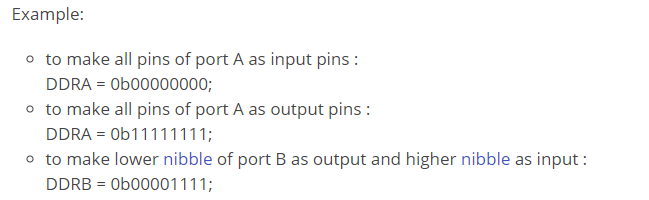 Example:
to make all pins of port A as input pins :
DDRA = 0b00000000;
to make all pins of port A as output pins :
DDRA = 0b11111111;
to make lower nibble of port B as output and higher nibble as input :
DDRB = 0b00001111;